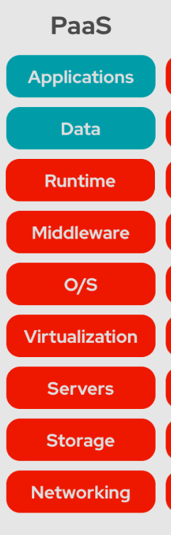 PaaS
Applications
Data
Runtime
Middleware
O/S
Virtualization
Servers
Storage
Networking